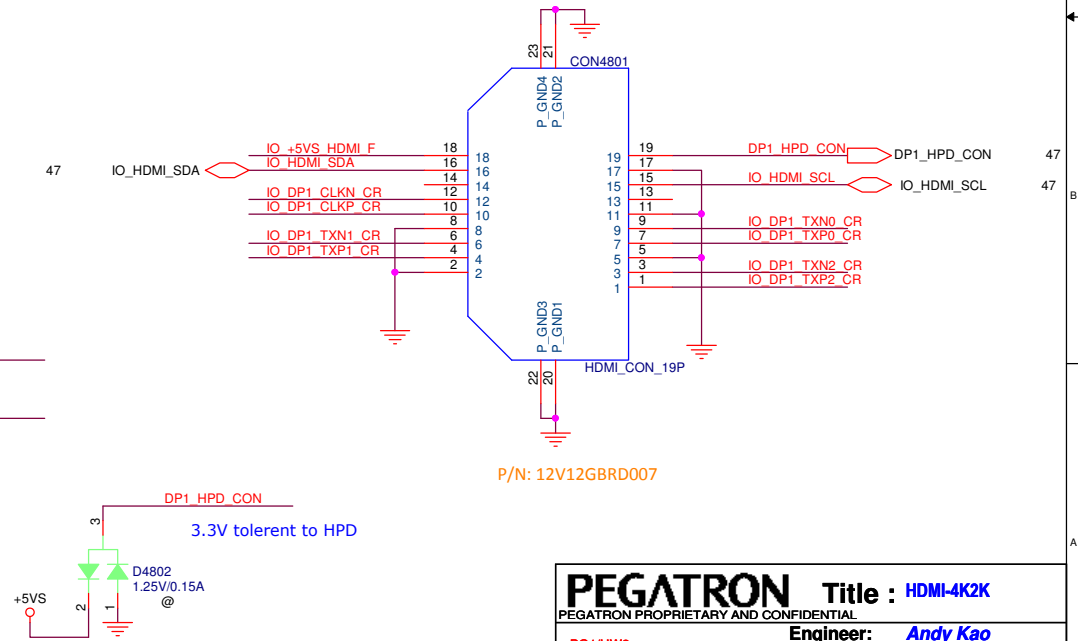 23
21
CON4801
P_GND4
P_GND2
IO_+5VS_HDMI_F 18 18
47 IO_HDMI_SDA IO_HDMI_SDA 16 16
14 14
IO_DP1_CLKN_CR 12 12
IO_DP1_CLKP_CR 10 10
8 8
IO_DP1_TXN1_CR 6 6
IO_DP1_TXP1_CR 4 4
2 2
19 19 DP1_HPD_CON DP1_HPD_CON 47
17 17
15 15 IO_HDMI_SCL IO_HDMI_SCL 47
13 13
11 11
9 9 IO_DP1_TXN0_CR
7 7 IO_DP1_TXP0_CR
5 5
3 3 IO_DP1_TXN2_CR
1 1 IO_DP1_TXP2_CR
B
P_GND3
P_GND1
22
20
HDMI_CON_19P
P/N: 12V12GBRD007
DP1_HPD_CON
3
3.3V tolerent to HPD
D4802
1.25V/0.15A
@
+5VS
2
1
A
PEGATRON Title : HDMI-4K2K
PEGATRON PROPRIETARY AND CONFIDENTIAL
Engineer: Andy Kao